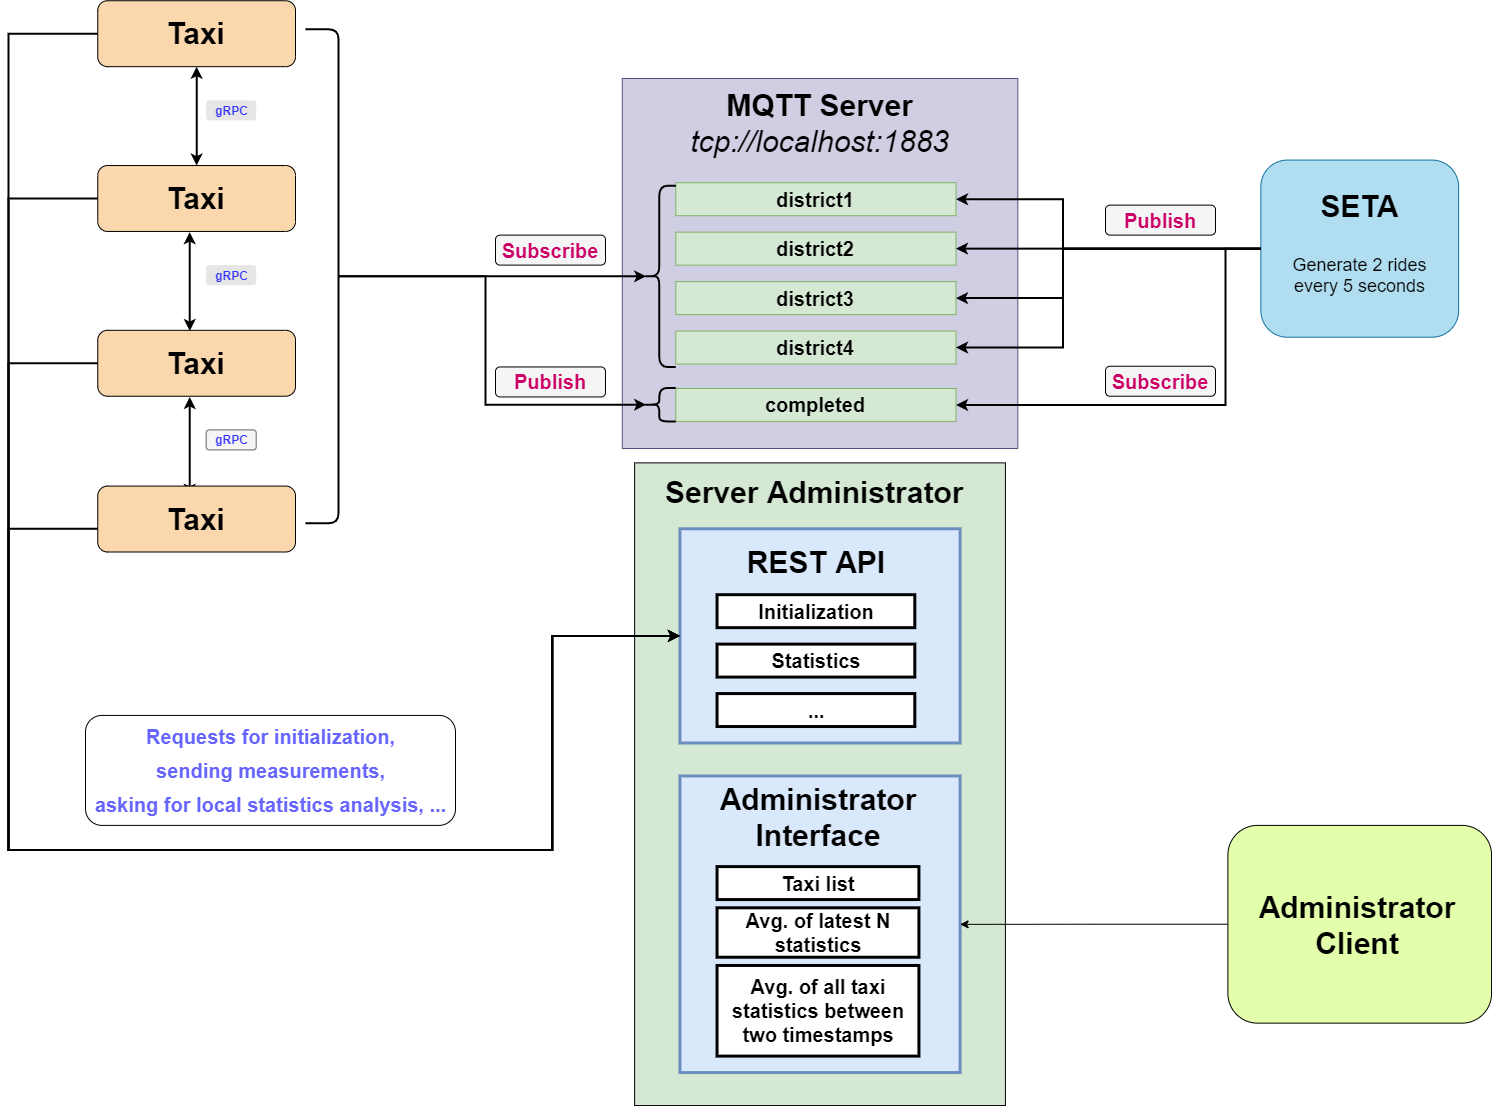 Taxi
gRPC
Taxi
gRPC
Taxi
gRPC
Taxi
Subscribe
Publish
MQTT Server
tcp://localhost:1883
district1
district2
district3
district4
completed
Publish
Subscribe
SETA
Generate 2 rides
every 5 seconds
Server Administrator
REST API
Initialization
Statistics
...
Requests for initialization,
sending measurements,
asking for local statistics analysis, ...
Administrator
Interface
Taxi list
Avg. of latest N
statistics
Avg. of all taxi
statistics between
two timestamps
Administrator
Client